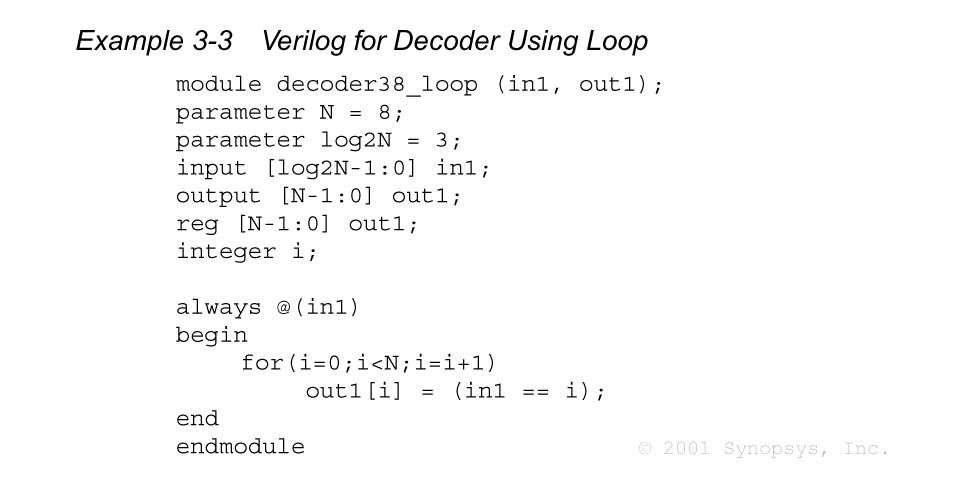 Example 3-3 Verilog for Decoder Using Loop
module decoder38_loop (in1, out1);
parameter N = 8;
parameter log2N = 3;
input [log2N-1:0] in1;
output [N-1:0] out1;
reg [N-1:0] out1;
integer i;
always @(in1)
begin
for(i=0;i<N;i=i+1)
out1[i] = (in1 == i);
end
endmodule
© 2001 Synopsys, Inc.